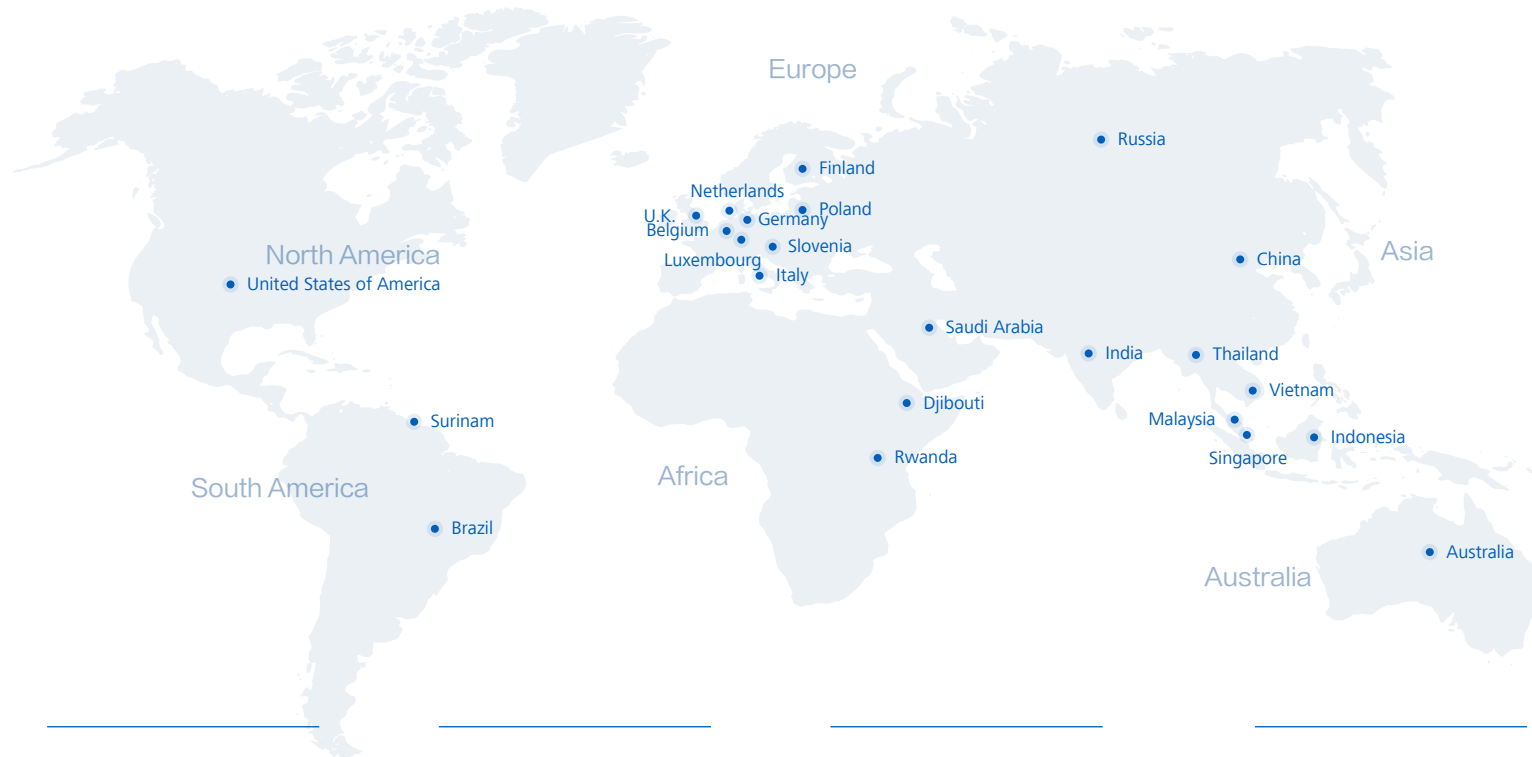 Europe
Russia
Finland
Netherlands
Poland
U.K.
Germany
Belgium
Slovenia
North America
Asia
Luxembourg
China
Italy
United States of America
Saudi Arabia
India
Thailand
Vietnam
Djibouti
Surinam
Malaysia
Indonesia
Rwanda
Singapore
Africa
South America
Brazil
Australia
Australia